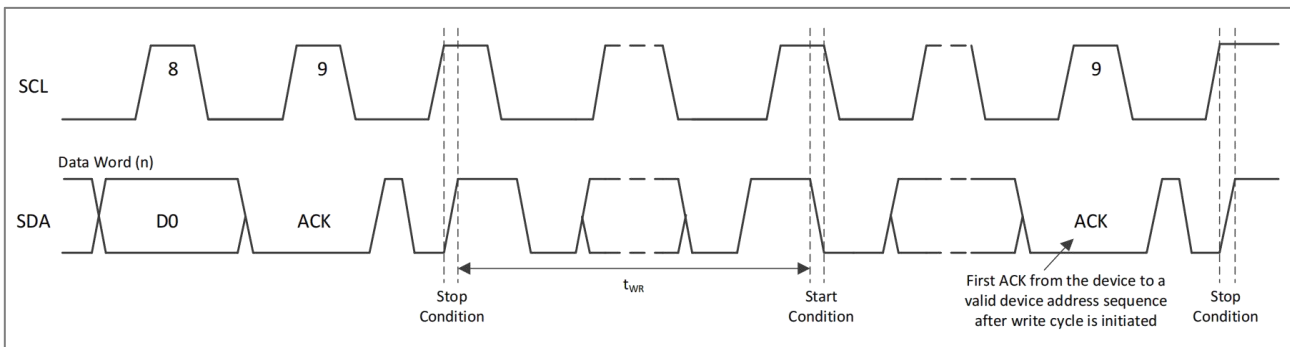 SCL
8
9
9
Data Word (n)
SDA
D0
ACK
ACK
tWR
Stop
Condition
Start
Condition
First ACK from the device to a
valid device address sequence
after write cycle is initiated
Stop
Condition